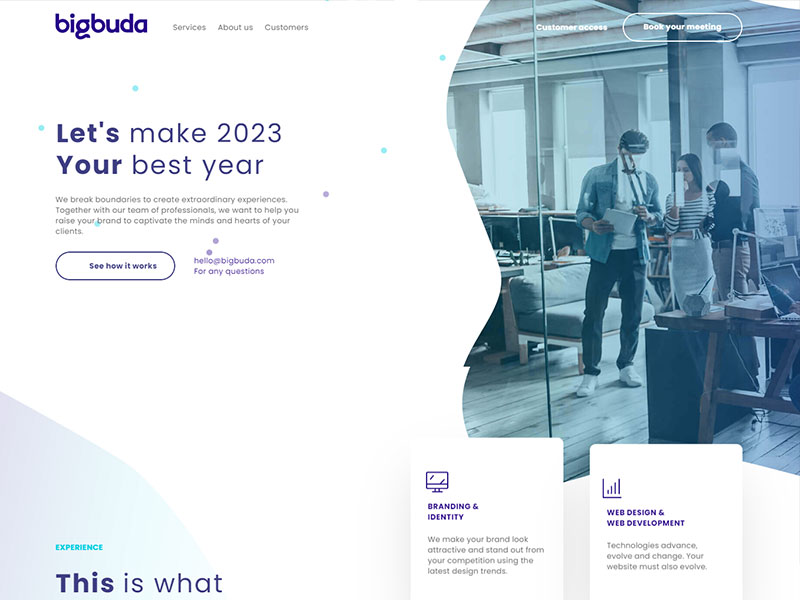 bigbuda
Services
About us
Customers
Customer access
Book your meeting
Let's make 2023
Your best year
We break boundaries to create extraordinary experiences.
Together with our team of professionals, we want to help you
raise your brand to captivate the minds and hearts of your
clients.
See how it works
hello@bigbuda.com
For any questions
BRANDING &
IDENTITY
We make your brand look
attractive and stand out from
your competition using the
latest design trends.
WEB DESIGN &
WEB DEVELOPMENT
Technologies advance,
evolve and change. Your
website must also evolve.
EXPERIENCE
This is what